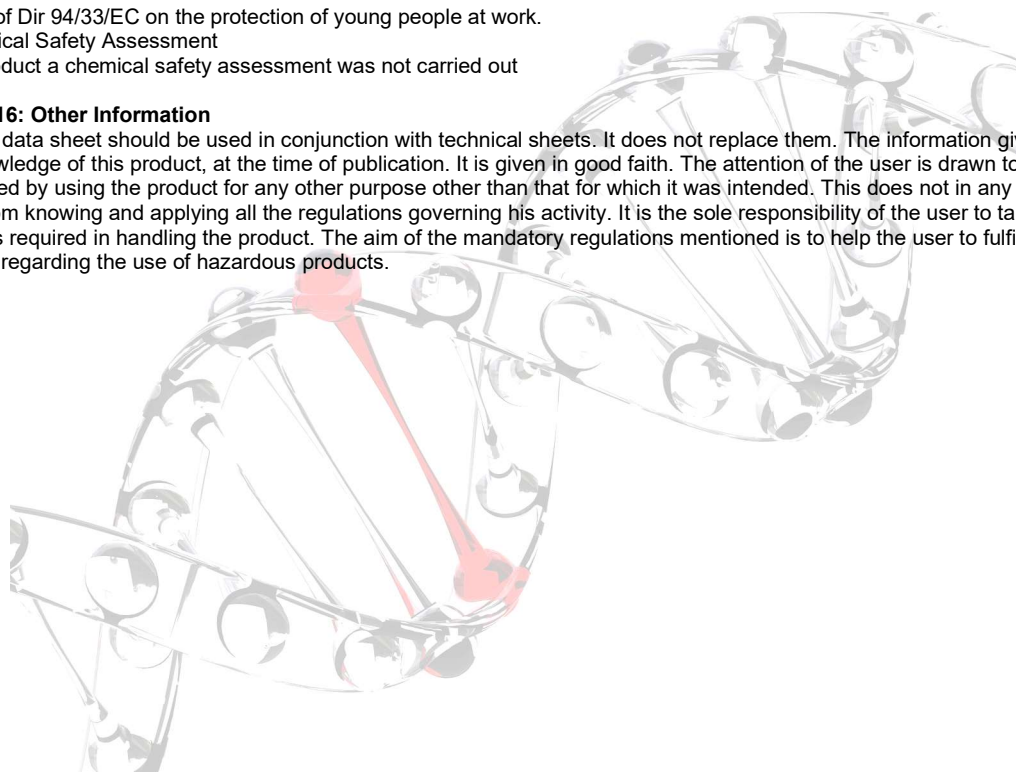 of Dir 94/33/EC on the protection of young people at work.
ical Safety Assessment
duct a chemical safety assessment was not carried out
16: Other Information
data sheet should be used in conjunction with technical sheets. It does not replace them. The information gi
wledge of this product, at the time of publication. It is given in good faith. The attention of the user is drawn to
ed by using the product for any other purpose other than that for which it was intended. This does not in any
om knowing and applying all the regulations governing his activity. It is the sole responsibility of the user to ta
s required in handling the product. The aim of the mandatory regulations mentioned is to help the user to fulfi
regarding the use of hazardous products.